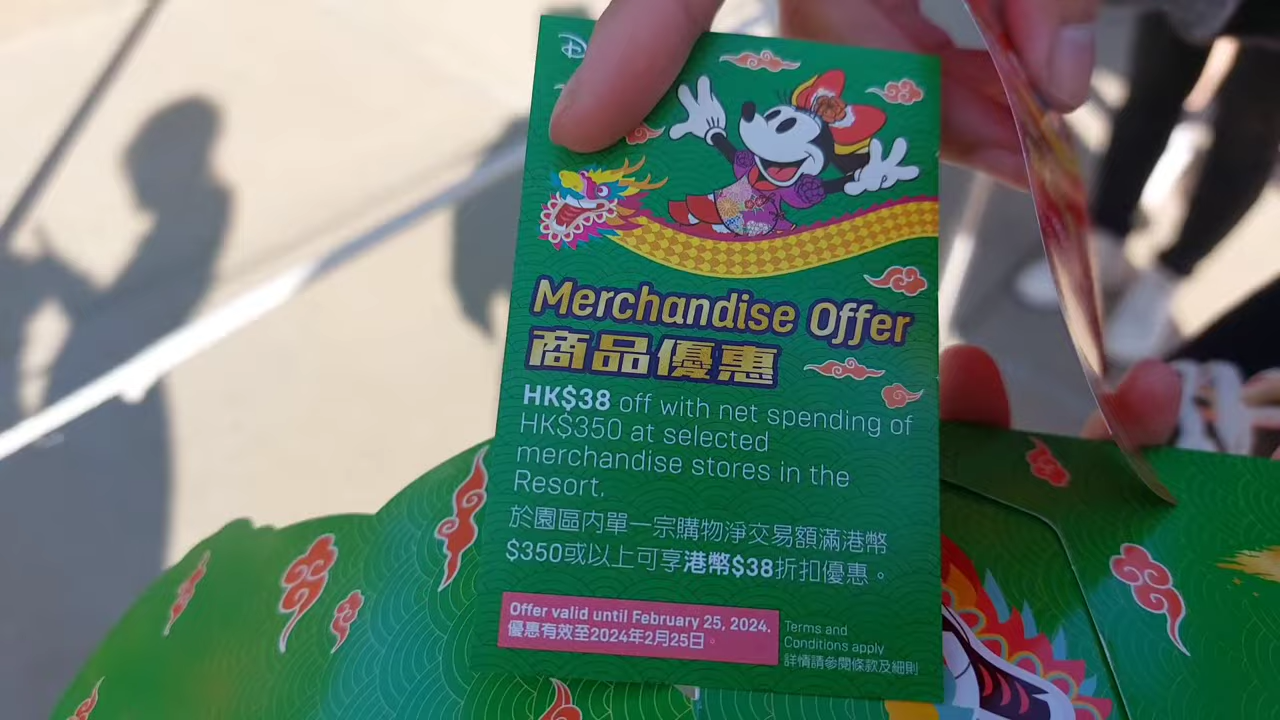 Merchandise Offer
商品優惠
HK$38 off with net spending of
HK$350 at selected
merchandise stores in the
Resort.
於園區內單一宗購物淨交易額滿港幣
$350或以上可享港幣$38折扣優惠。
Offer valid until February 25, 2024.
優惠有效至2024年2月25日。
Terms and
Conditions apply
詳情請參閱條款及細則